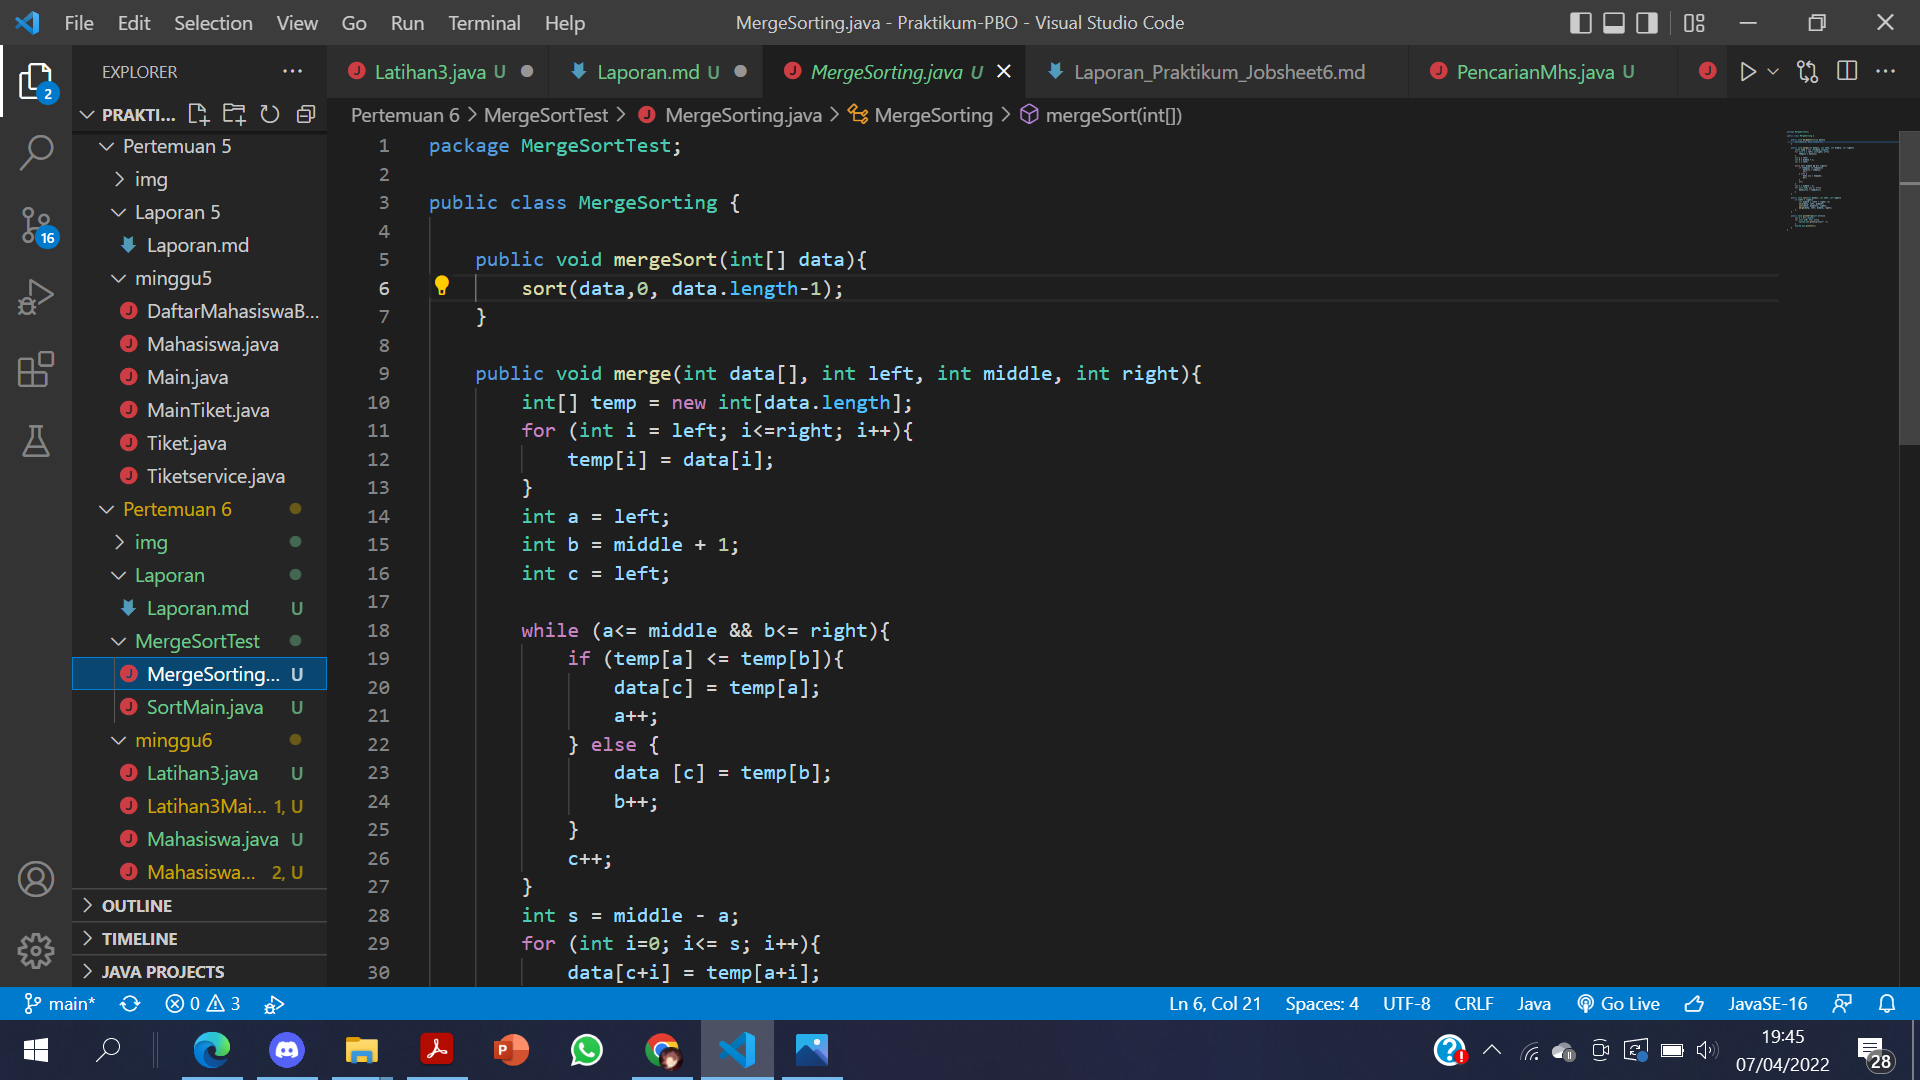 File Edit Selection View Go Run Terminal Help
MergeSorting.java - Praktikum-PBO - Visual Studio Code
EXPLORER
Latihan3.java U
Laporan.md U
MergeSorting.java U
Laporan_Praktikum_Jobsheet6.md
PencarianMhs.java U
PRAKTI...
Pertemuan 6 > MergeSortTest > MergeSorting.java > MergeSorting > mergeSort(int[])
2
16
Pertemuan 5
img
Laporan 5
Laporan.md
minggu5
DaftarMahasiswaB...
Mahasiswa.java
Main.java
MainTiket.java
Tiket.java
Tiketservice.java
Pertemuan 6
img
Laporan
Laporan.md U
MergeSortTest
MergeSorting... U
SortMain.java U
minggu6
Latihan3.java U
Latihan3Mai... 1, U
Mahasiswa.java U
Mahasiswa... 2, U
OUTLINE
TIMELINE
JAVA PROJECTS
1 package MergeSortTest;
2
3 public class MergeSorting {
4
5 public void mergeSort(int[] data){
6 sort(data,0, data.length-1);
7 }
8
9 public void merge(int data[], int left, int middle, int right){
10 int[] temp = new int[data.length];
11 for (int i = left; i<=right; i++){
12 temp[i] = data[i];
13 }
14 int a = left;
15 int b = middle + 1;
16 int c = left;
17
18 while (a<= middle && b<= right){
19 if (temp[a] <= temp[b]){
20 data[c] = temp[a];
21 a++;
22 } else {
23 data [c] = temp[b];
24 b++;
25 }
26 c++;
27 }
28 int s = middle - a;
29 for (int i=0; i<= s; i++){
30 data[c+i] = temp[a+i];
main* 0 3
Ln 6, Col 21 Spaces: 4 UTF-8 CRLF Java Go Live JavaSE-16
19:45
07/04/2022
28